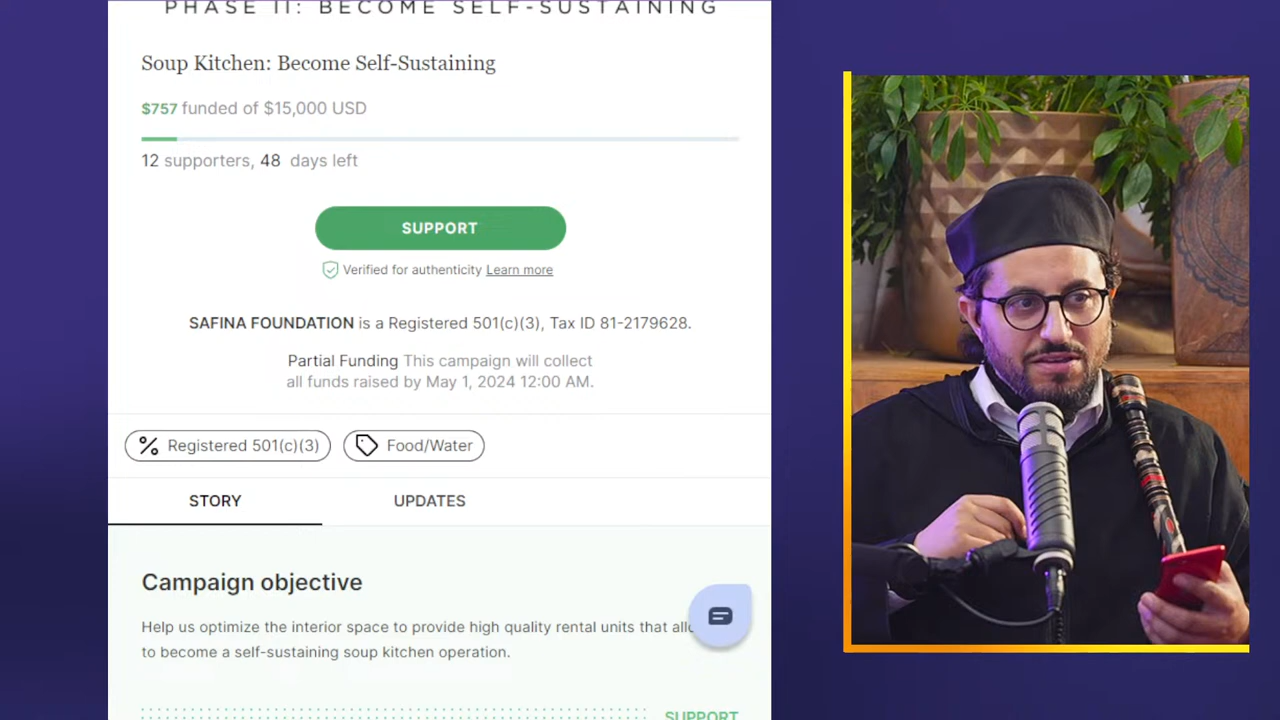 PHASE II: BECOME SELF-SUSTAINING
Soup Kitchen: Become Self-Sustaining
$757 funded of $15,000 USD
12 supporters, 48 days left
SUPPORT
Verified for authenticity Learn more
SAFINA FOUNDATION is a Registered 501(c)(3), Tax ID 81-2179628.
Partial Funding This campaign will collect
all funds raised by May 1, 2024 12:00 AM.
Registered 501(c)(3)
Food/Water
STORY
UPDATES
Campaign objective
Help us optimize the interior space to provide high quality rental units that
to become a self-sustaining soup kitchen operation.
SUPPORT